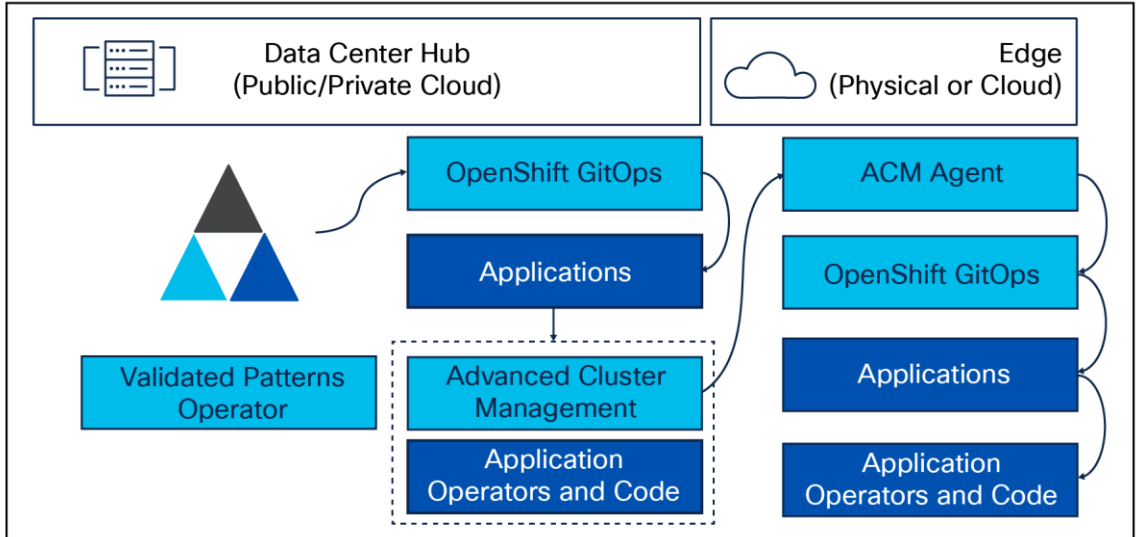 Data Center Hub
(Public/Private Cloud)
Edge
(Physical or Cloud)
OpenShift GitOps
Applications
Validated Patterns
Operator
Advanced Cluster
Management
Application
Operators and Code
ACM Agent
OpenShift GitOps
Applications
Application
Operators and Code